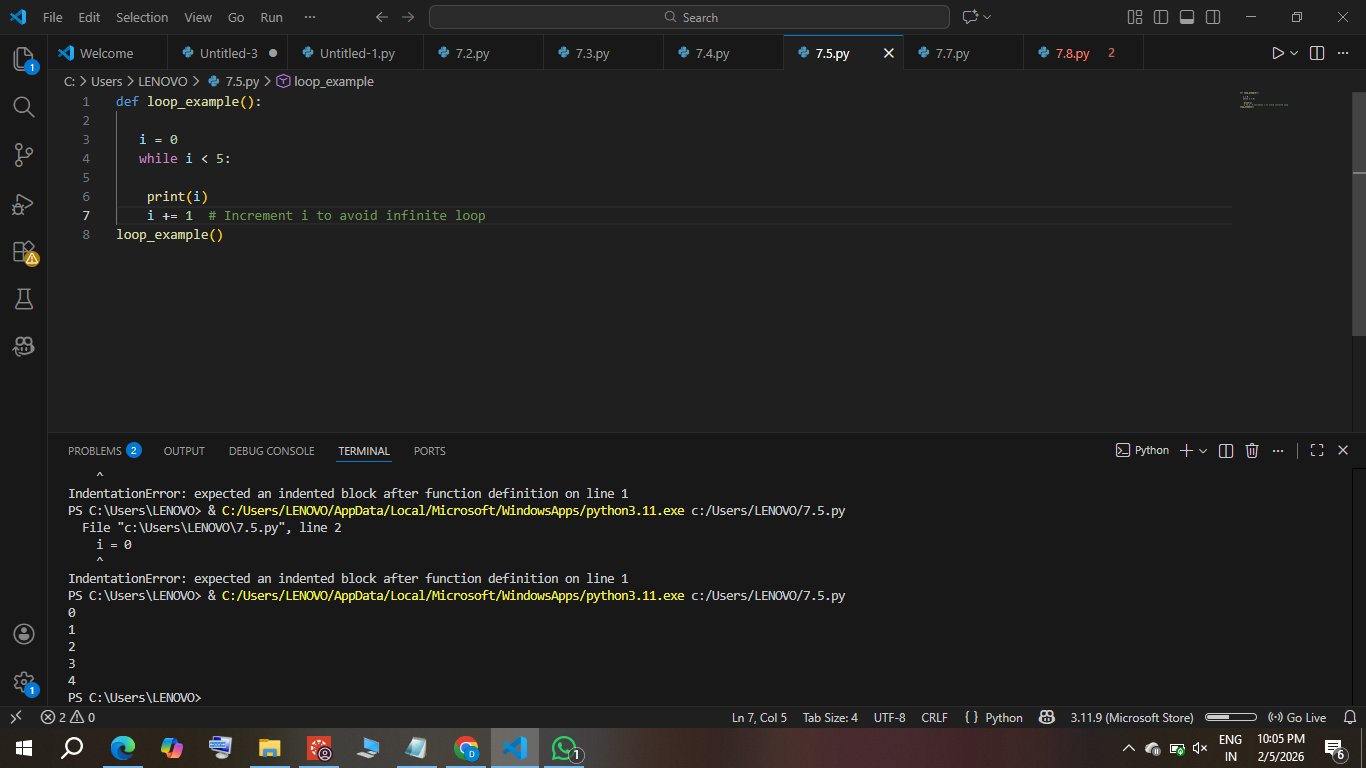 File Edit Selection View Go Run ··· Search
Welcome Untitled-3 Untitled-1.py 7.2.py 7.3.py 7.4.py 7.5.py 7.7.py 7.8.py 2
C: > Users > LENOVO > 7.5.py > loop_example
1 def loop_example():
2
3 i = 0
4 while i < 5:
5
6 print(i)
7 i += 1 # Increment i to avoid infinite loop
8 loop_example()
PROBLEMS 2 OUTPUT DEBUG CONSOLE TERMINAL PORTS Python
^
IndentationError: expected an indented block after function definition on line 1
PS C:\Users\LENOVO> & C:/Users/LENOVO/AppData/Local/Microsoft/WindowsApps/python3.11.exe c:/Users/LENOVO/7.5.py
File "c:\Users\LENOVO\7.5.py", line 2
i = 0
^
IndentationError: expected an indented block after function definition on line 1
PS C:\Users\LENOVO> & C:/Users/LENOVO/AppData/Local/Microsoft/WindowsApps/python3.11.exe c:/Users/LENOVO/7.5.py
0
1
2
3
4
PS C:\Users\LENOVO>
1
1
2 0 Ln 7, Col 5 Tab Size: 4 UTF-8 CRLF { } Python 3.11.9 (Microsoft Store) Go Live
D 1 ENG 10:05 PM
IN 2/5/2026 6